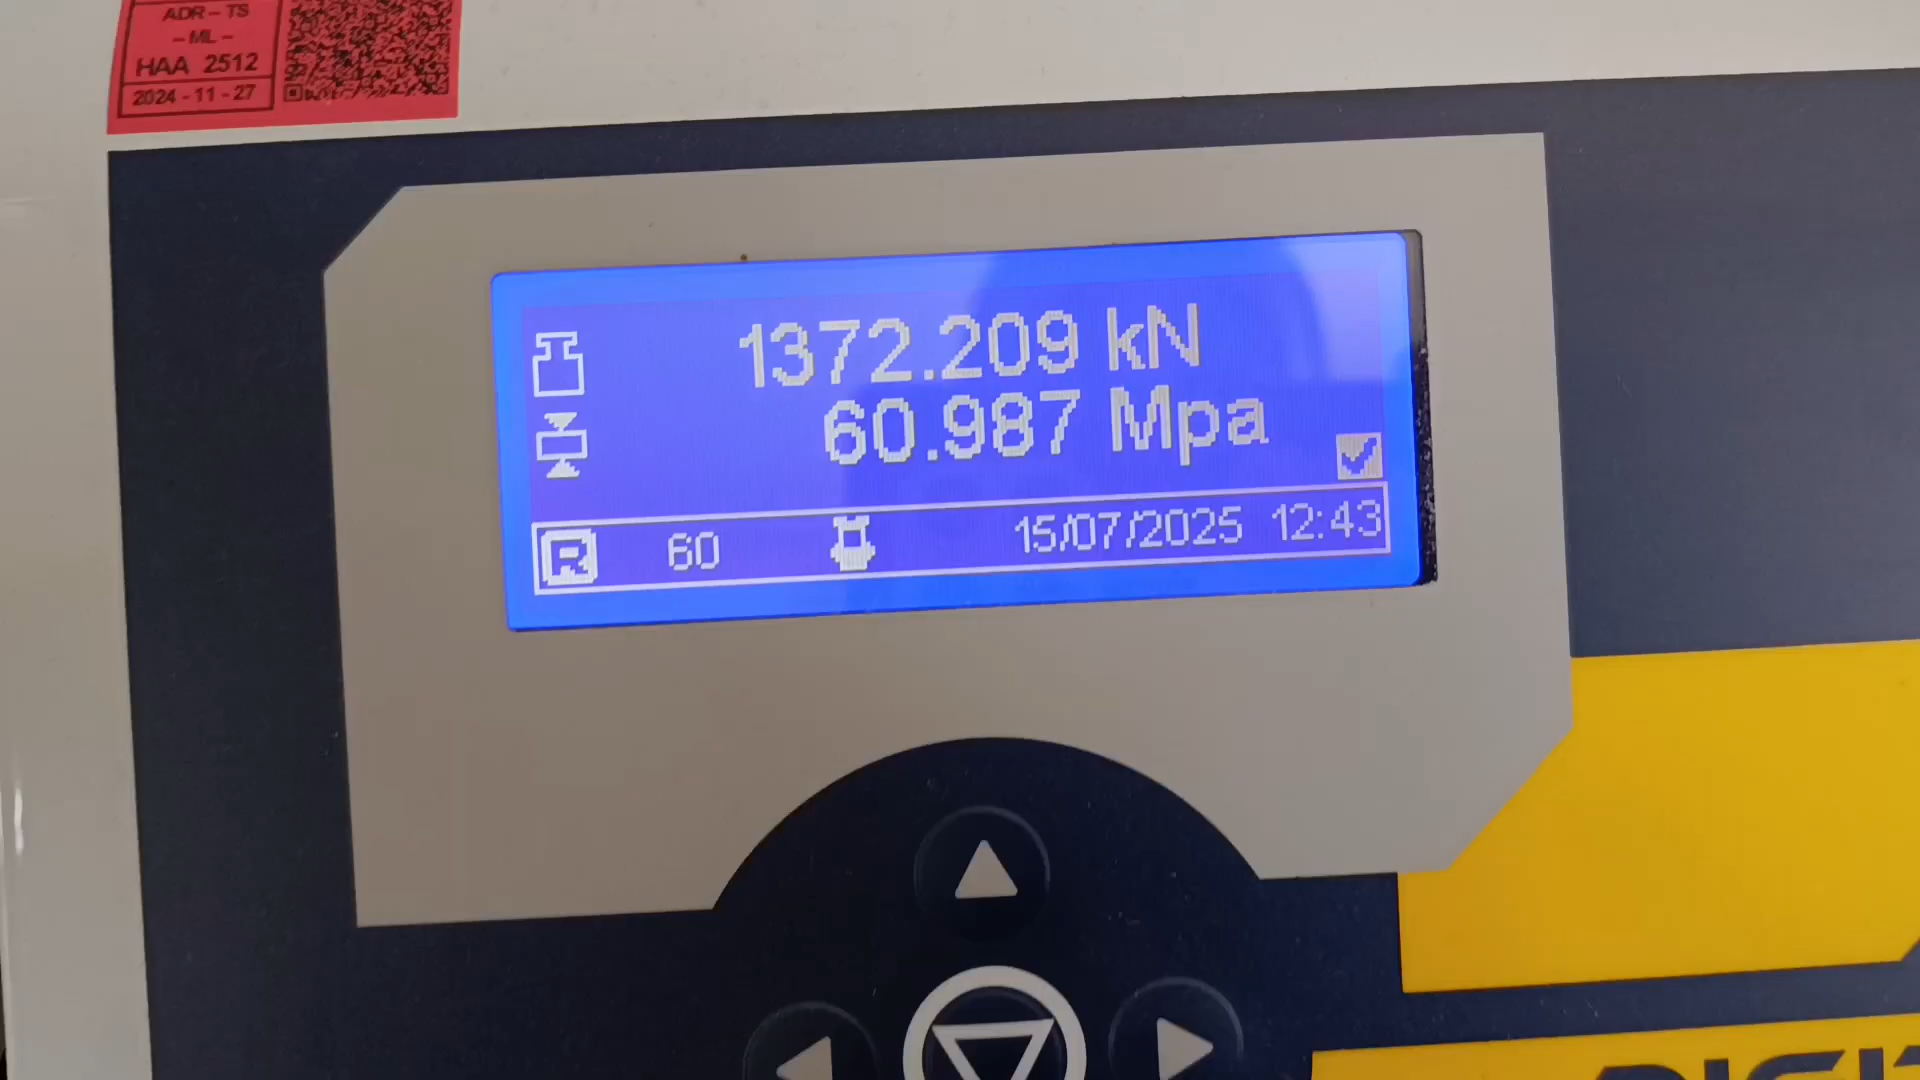 ADR – TS
– ML –
HAA 2512
2024 - 11 - 27
1372.209 kN
60.987 Mpa
R 60 15/07/2025 12:43